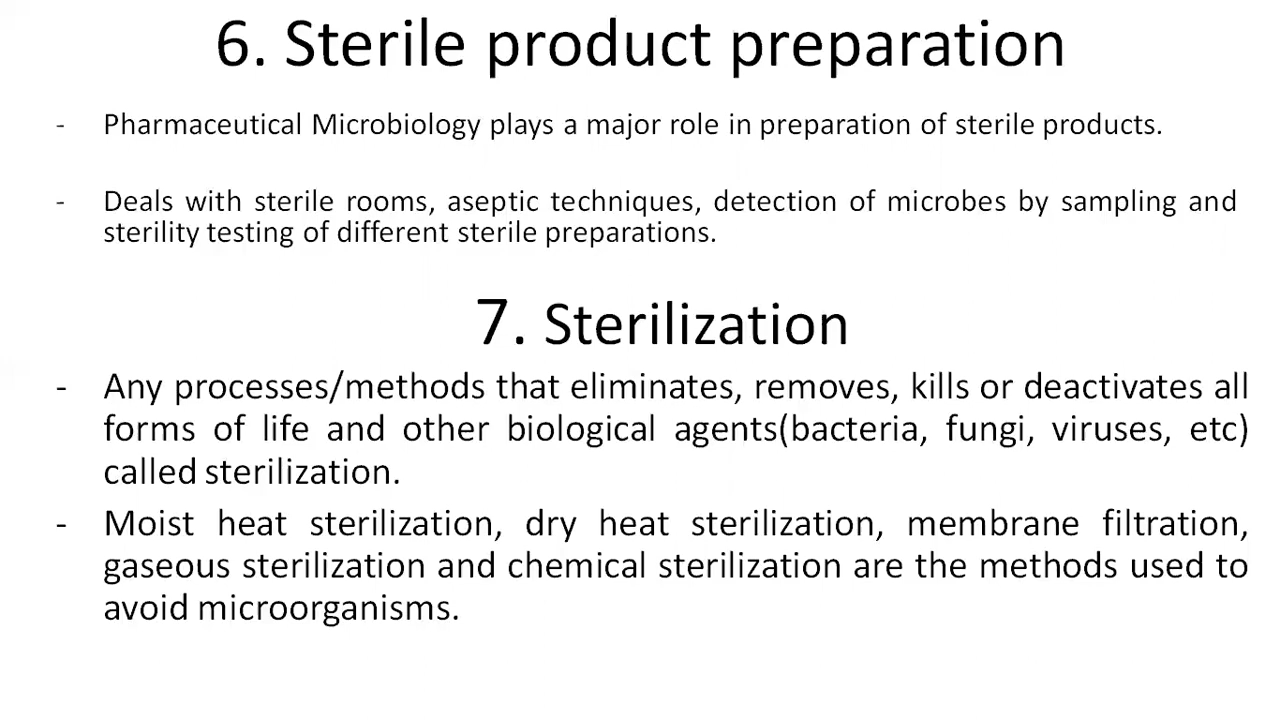 6. Sterile product preparation
- Pharmaceutical Microbiology plays a major role in preparation of sterile products.
- Deals with sterile rooms, aseptic techniques, detection of microbes by sampling and
sterility testing of different sterile preparations.
7. Sterilization
- Any processes/methods that eliminates, removes, kills or deactivates all
forms of life and other biological agents(bacteria, fungi, viruses, etc)
called sterilization.
- Moist heat sterilization, dry heat sterilization, membrane filtration,
gaseous sterilization and chemical sterilization are the methods used to
avoid microorganisms.